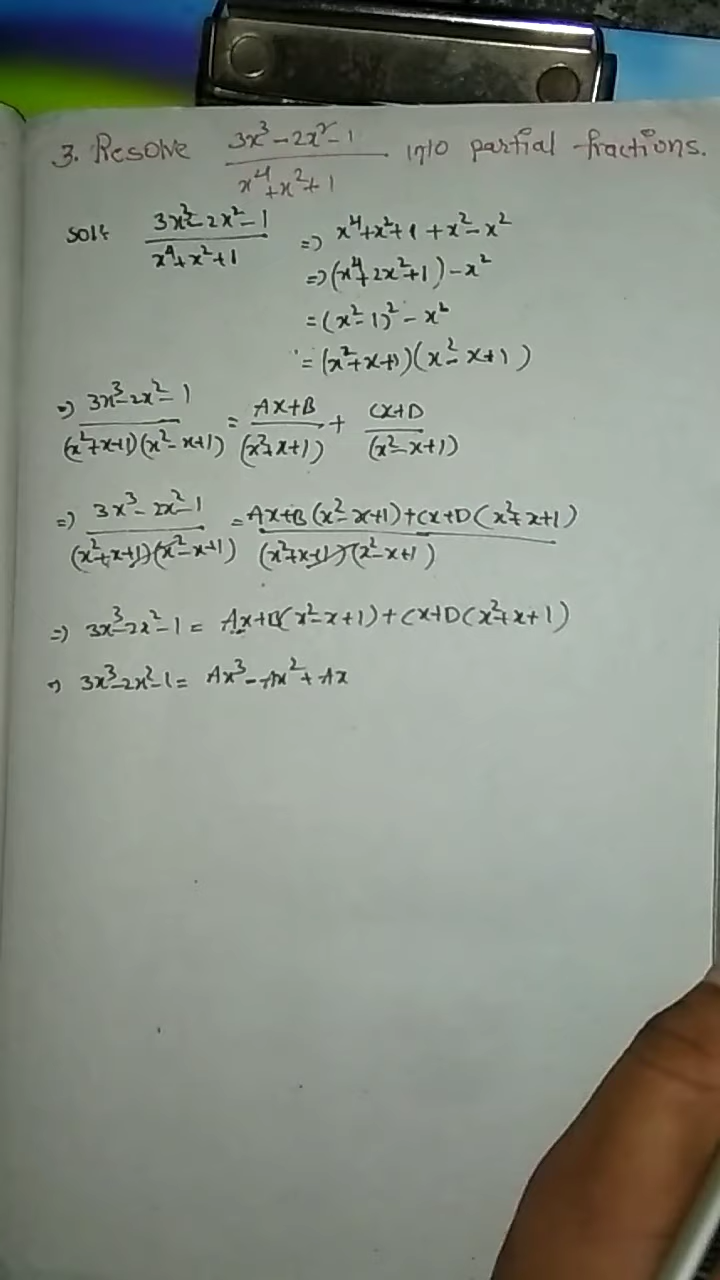 3. Resolve (3x³-2x²-1)/(x⁴+x²+1) into partial fractions.
Sol:- (3x³-2x²-1)/(x⁴+x²+1) => x⁴+x²+1+x²-x²
=> (x⁴+2x²+1)-x²
= (x²-1)²-x²
= (x²+x+1)(x²-x+1)
=> (3x³-2x²-1)/((x²+x+1)(x²-x+1)) = (Ax+B)/(x²+x+1) + (Cx+D)/(x²-x+1)
=> (3x³-2x²-1)/((x²+x+1)(x²-x+1)) = (Ax+B(x²-x+1)+Cx+D(x²+x+1))/((x²+x+1)(x²-x+1))
=> 3x³-2x²-1 = Ax+B(x²-x+1)+Cx+D(x²+x+1)
=> 3x³-2x²-1 = Ax³-Ax²+Ax